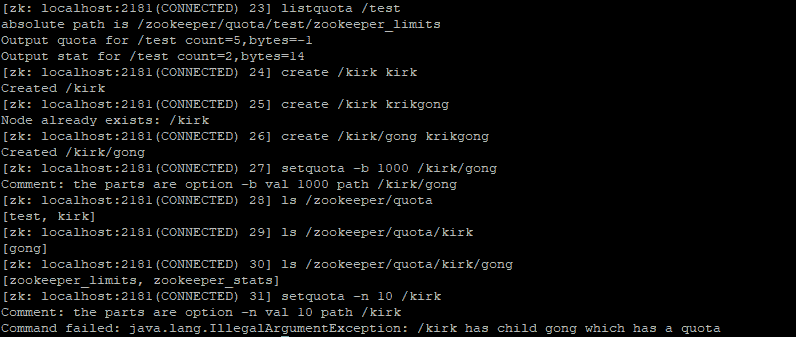 [zk: localhost:2181(CONNECTED) 23] listquota /test
absolute path is /zookeeper/quota/test/zookeeper_limits
Output quota for /test count=5,bytes=-1
Output stat for /test count=2,bytes=14
[zk: localhost:2181(CONNECTED) 24] create /kirk kirk
Created /kirk
[zk: localhost:2181(CONNECTED) 25] create /kirk krikgong
Node already exists: /kirk
[zk: localhost:2181(CONNECTED) 26] create /kirk/gong krikgong
Created /kirk/gong
[zk: localhost:2181(CONNECTED) 27] setquota -b 1000 /kirk/gong
Comment: the parts are option -b val 1000 path /kirk/gong
[zk: localhost:2181(CONNECTED) 28] ls /zookeeper/quota
[test, kirk]
[zk: localhost:2181(CONNECTED) 29] ls /zookeeper/quota/kirk
[gong]
[zk: localhost:2181(CONNECTED) 30] ls /zookeeper/quota/kirk/gong
[zookeeper_limits, zookeeper_stats]
[zk: localhost:2181(CONNECTED) 31] setquota -n 10 /kirk
Comment: the parts are option -n val 10 path /kirk
Command failed: java.lang.IllegalArgumentException: /kirk has child gong which has a quota